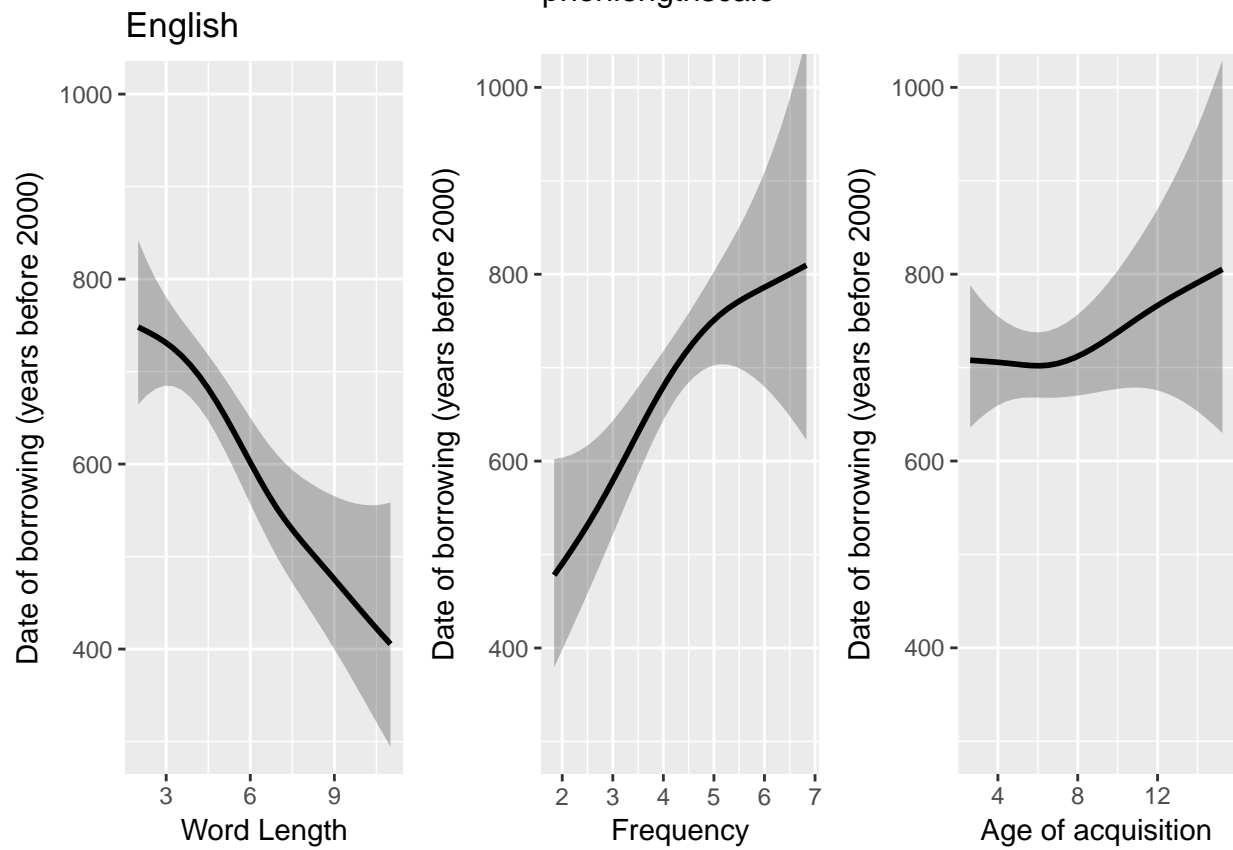 phonlengthscale
English
Date of borrowing (years before 2000)
1000
800
600
400
3 6 9
Word Length
Date of borrowing (years before 2000)
1000
800
600
400
2 3 4 5 6 7
Frequency
Date of borrowing (years before 2000)
1000
800
600
400
4 8 12
Age of acquisition